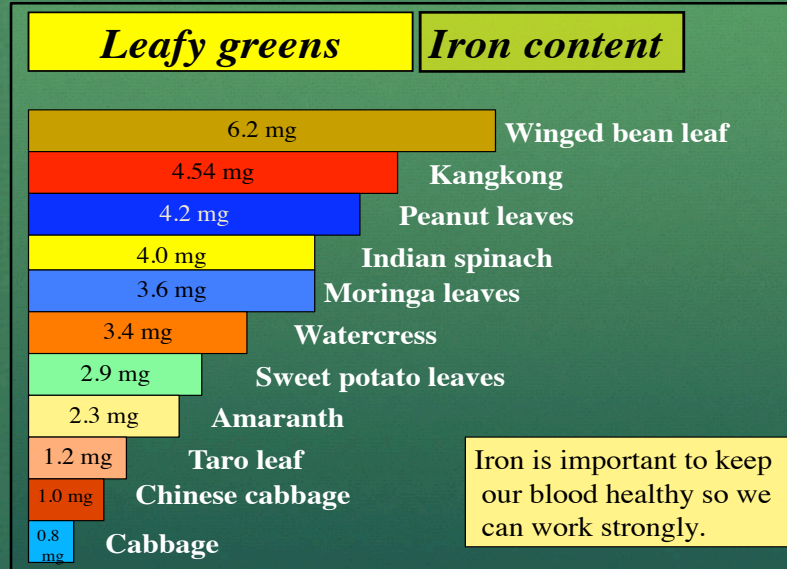 Leafy greens Iron content
6.2 mg Winged bean leaf
4.54 mg Kangkong
4.2 mg Peanut leaves
4.0 mg Indian spinach
3.6 mg Moringa leaves
3.4 mg Watercress
2.9 mg Sweet potato leaves
2.3 mg Amaranth
1.2 mg Taro leaf
1.0 mg Chinese cabbage
0.8
mg Cabbage
Iron is important to keep
our blood healthy so we
can work strongly.